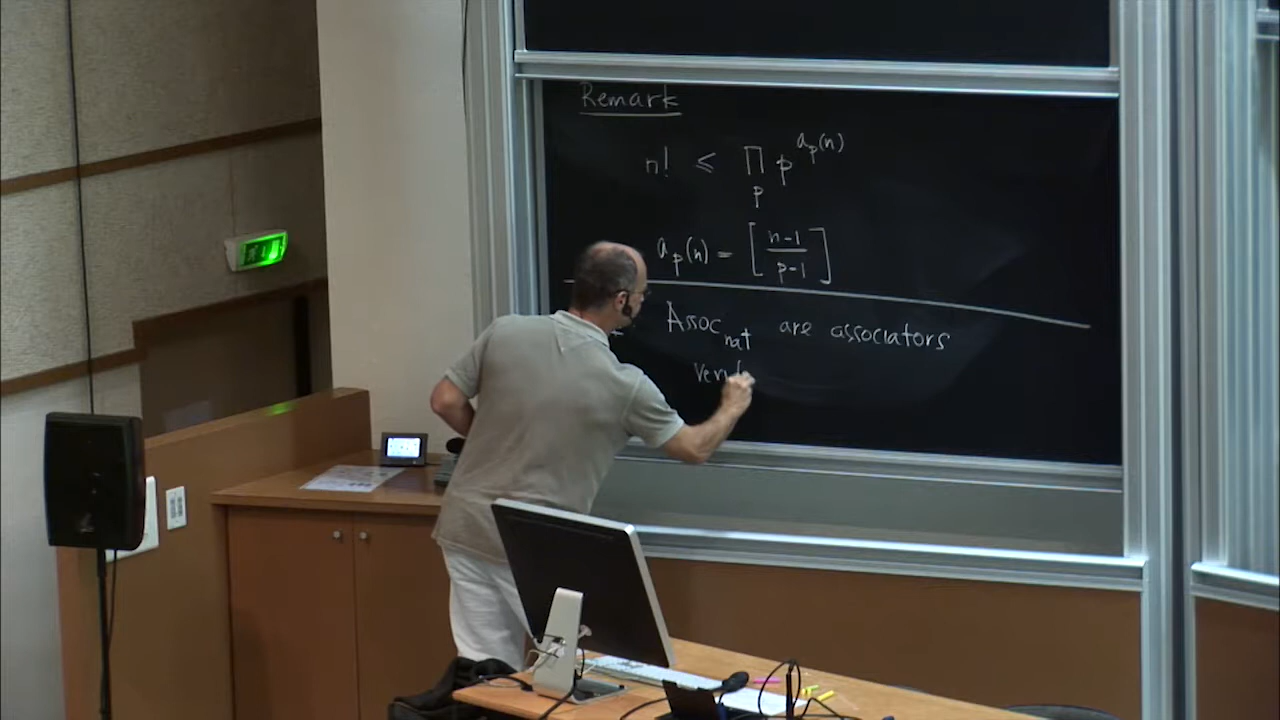 Remark
n! ⩽ ∏_p p^{a_p(n)}
a_p(n) = [ (n-1)/(p-1) ]
Assoc_nat are associators